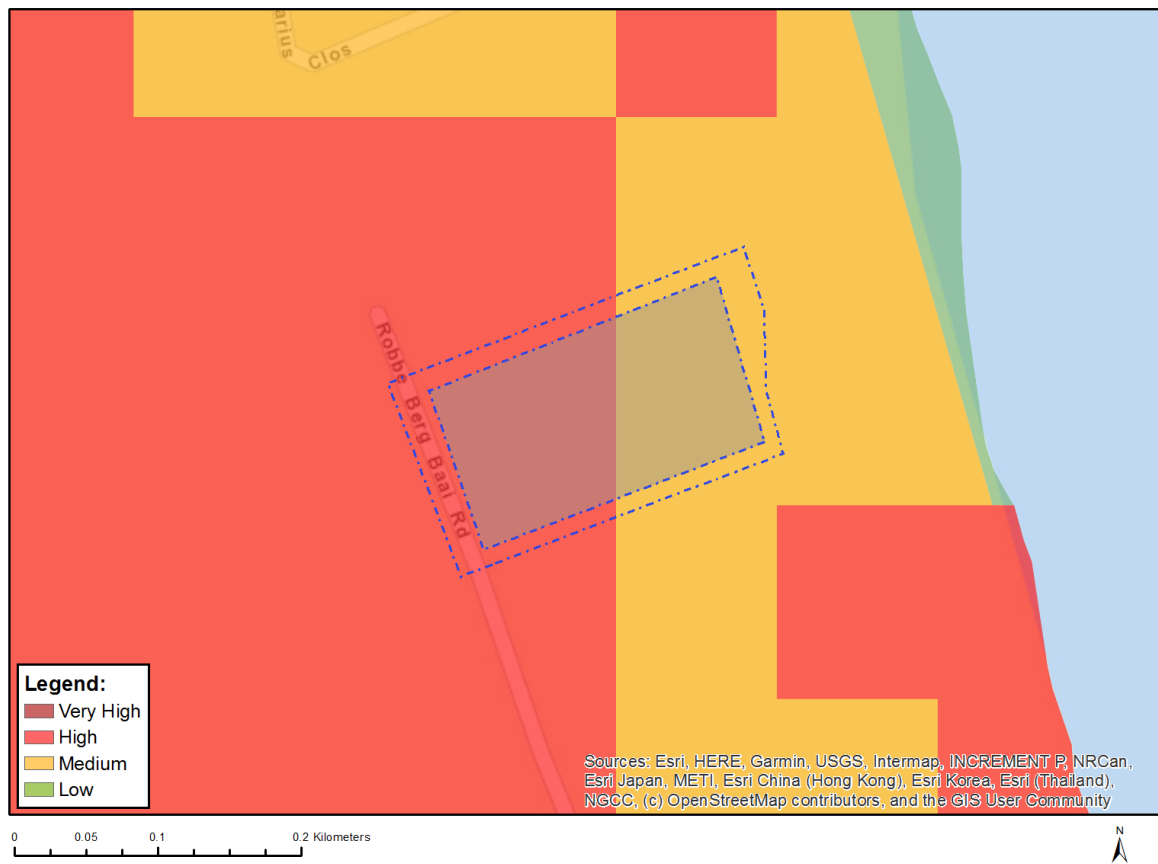 arius
Clos
Robbe Berg Baai Rd
Legend:
Very High
High
Medium
Low
Sources: Esri, HERE, Garmin, USGS, Intermap, INCREMENT P, NRCan,
Esri Japan, METI, Esri China (Hong Kong), Esri Korea, Esri (Thailand),
NGCC, (c) OpenStreetMap contributors, and the GIS User Community
0 0.05 0.1 0.2 Kilometers
N